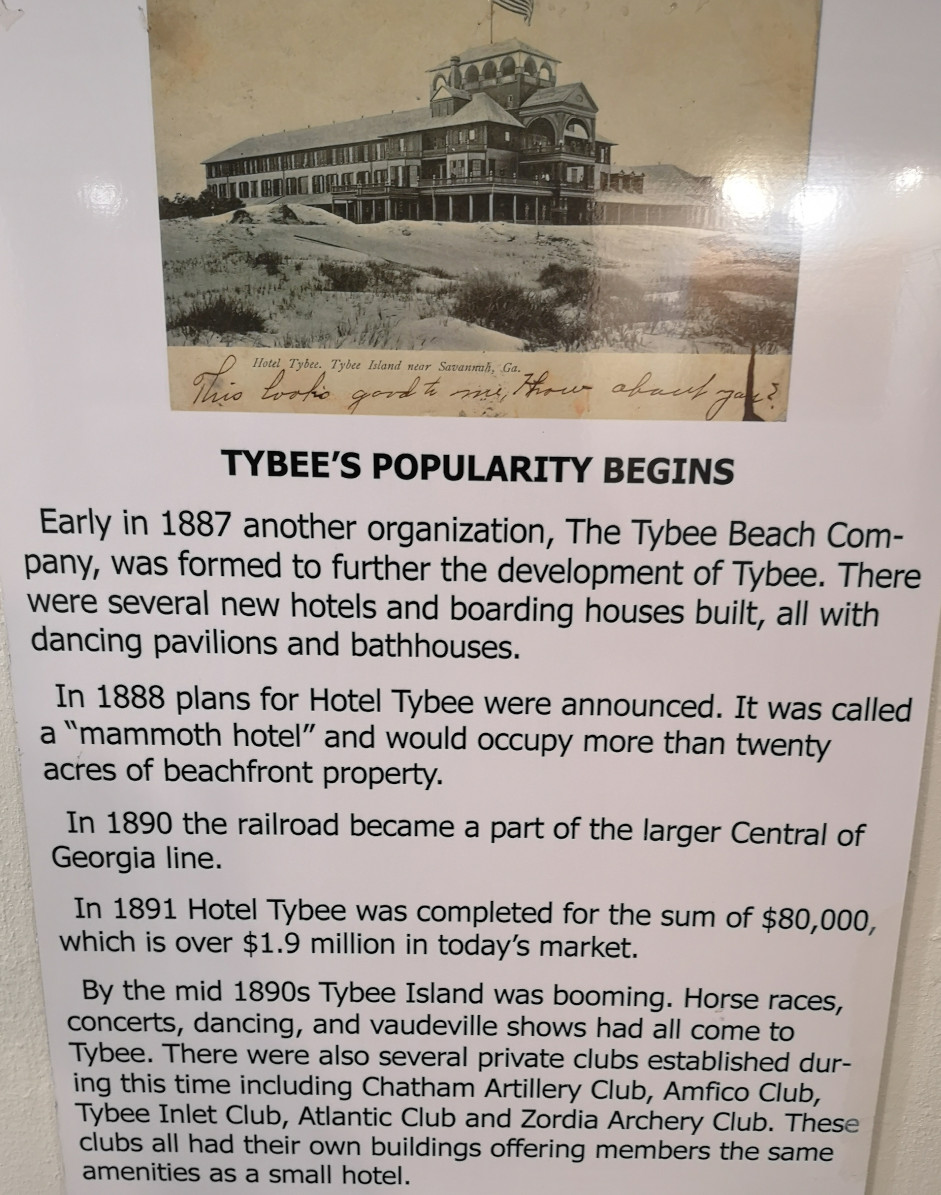 Hotel Tybee. Tybee Island near Savannah, Ga.
This looks good to me, How about you?
TYBEE'S POPULARITY BEGINS
Early in 1887 another organization, The Tybee Beach Com-
pany, was formed to further the development of Tybee. There
were several new hotels and boarding houses built, all with
dancing pavilions and bathhouses.
In 1888 plans for Hotel Tybee were announced. It was called
a “mammoth hotel” and would occupy more than twenty
acres of beachfront property.
In 1890 the railroad became a part of the larger Central of
Georgia line.
In 1891 Hotel Tybee was completed for the sum of $80,000,
which is over $1.9 million in today's market.
By the mid 1890s Tybee Island was booming. Horse races,
concerts, dancing, and vaudeville shows had all come to
Tybee. There were also several private clubs established dur-
ing this time including Chatham Artillery Club, Amfico Club,
Tybee Inlet Club, Atlantic Club and Zordia Archery Club. These
clubs all had their own buildings offering members the same
amenities as a small hotel.